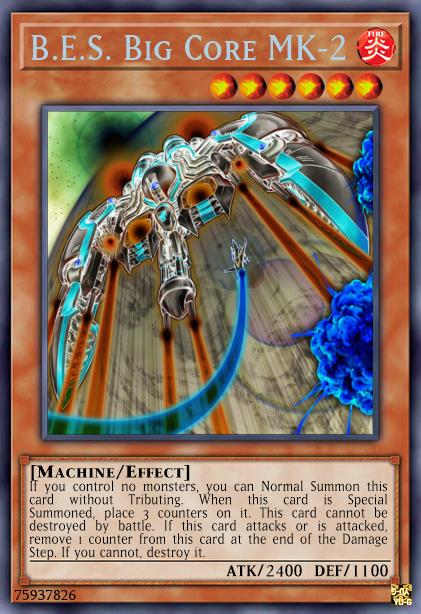 B.E.S. Big Core MK-2
FIRE
炎
[Machine/Effect]
If you control no monsters, you can Normal Summon this
card without Tributing. When this card is Special
Summoned, place 3 counters on it. This card cannot be
destroyed by battle. If this card attacks or is attacked,
remove 1 counter from this card at the end of the Damage
Step. If you cannot, destroy it.
ATK/2400 DEF/1100
75937826